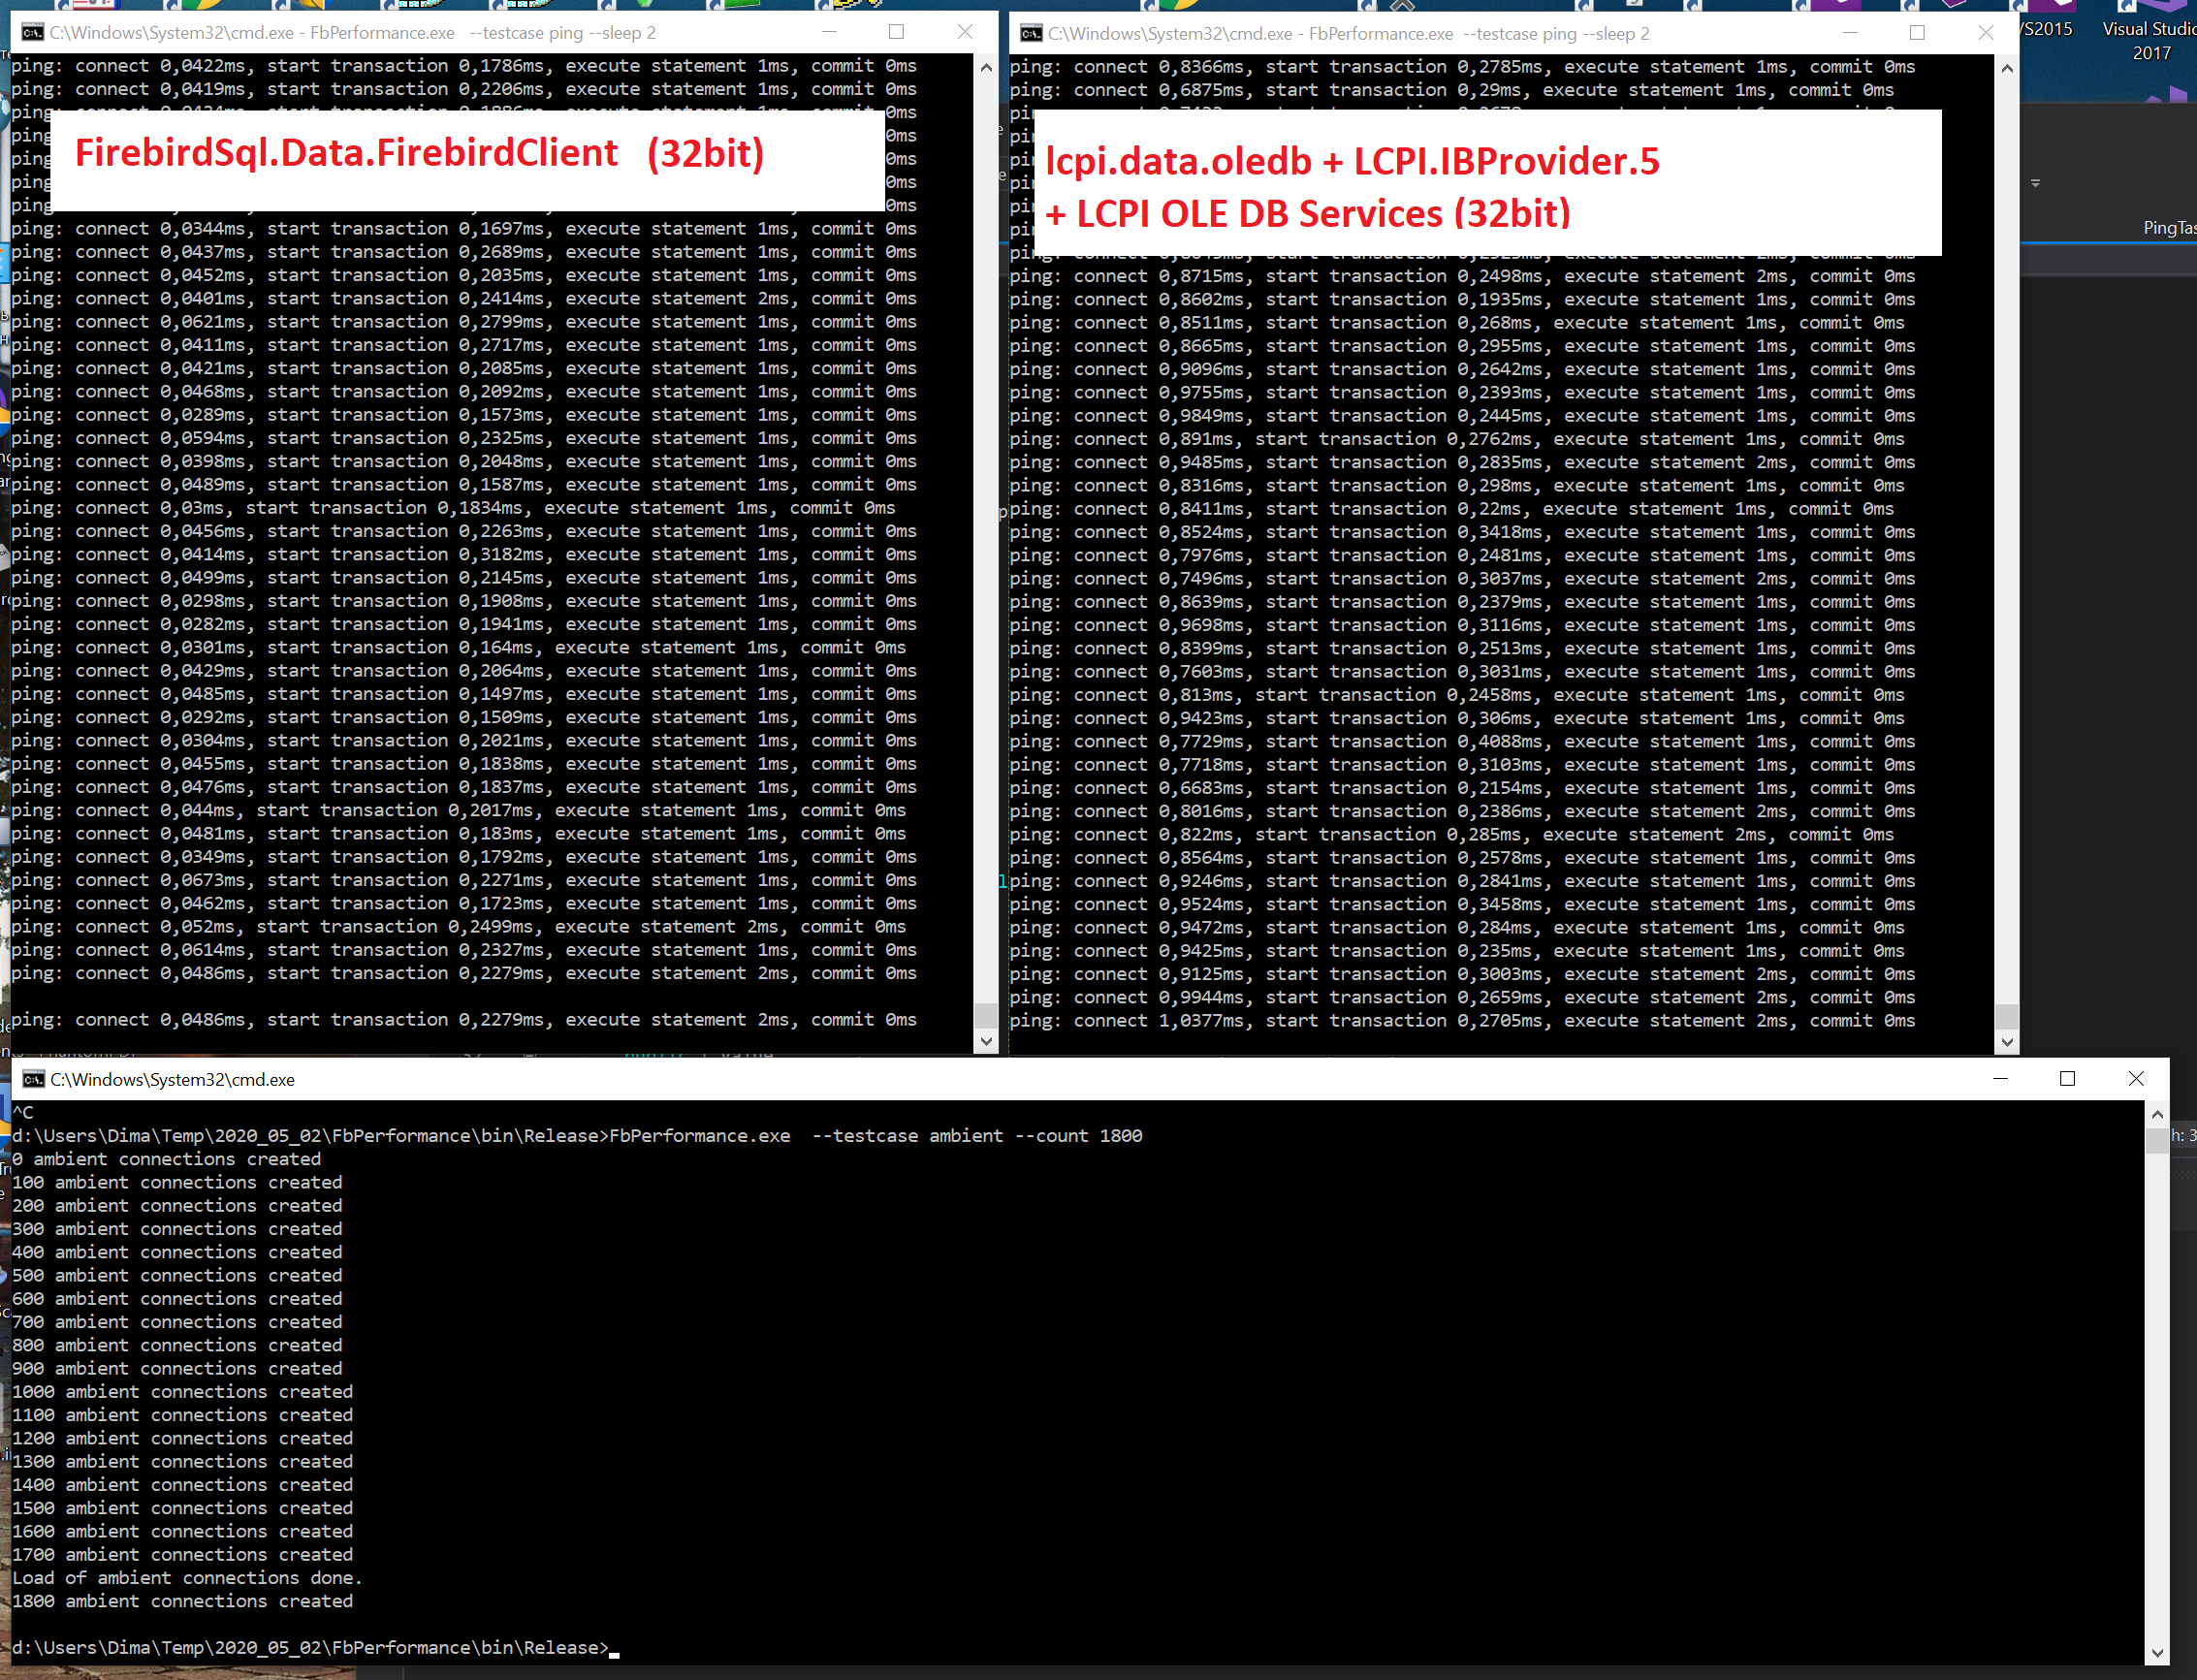 C:\Windows\System32\cmd.exe - FbPerformance.exe   --testcase ping --sleep 2
ping: connect 0,0422ms, start transaction 0,1786ms, execute statement 1ms, commit 0ms
ping: connect 0,0419ms, start transaction 0,2206ms, execute statement 1ms, commit 0ms
FirebirdSql.Data.FirebirdClient   (32bit)
ping: connect 0,0344ms, start transaction 0,1697ms, execute statement 1ms, commit 0ms
ping: connect 0,0437ms, start transaction 0,2689ms, execute statement 1ms, commit 0ms
ping: connect 0,0452ms, start transaction 0,2035ms, execute statement 1ms, commit 0ms
ping: connect 0,0401ms, start transaction 0,2414ms, execute statement 2ms, commit 0ms
ping: connect 0,0621ms, start transaction 0,2799ms, execute statement 1ms, commit 0ms
ping: connect 0,0411ms, start transaction 0,2717ms, execute statement 1ms, commit 0ms
ping: connect 0,0421ms, start transaction 0,2085ms, execute statement 1ms, commit 0ms
ping: connect 0,0468ms, start transaction 0,2092ms, execute statement 1ms, commit 0ms
ping: connect 0,0289ms, start transaction 0,1573ms, execute statement 1ms, commit 0ms
ping: connect 0,0594ms, start transaction 0,2325ms, execute statement 1ms, commit 0ms
ping: connect 0,0398ms, start transaction 0,2048ms, execute statement 1ms, commit 0ms
ping: connect 0,0489ms, start transaction 0,1587ms, execute statement 1ms, commit 0ms
ping: connect 0,03ms, start transaction 0,1834ms, execute statement 1ms, commit 0ms
ping: connect 0,0456ms, start transaction 0,2263ms, execute statement 1ms, commit 0ms
ping: connect 0,0414ms, start transaction 0,3182ms, execute statement 1ms, commit 0ms
ping: connect 0,0499ms, start transaction 0,2145ms, execute statement 1ms, commit 0ms
ping: connect 0,0298ms, start transaction 0,1908ms, execute statement 1ms, commit 0ms
ping: connect 0,0282ms, start transaction 0,1941ms, execute statement 1ms, commit 0ms
ping: connect 0,0301ms, start transaction 0,164ms, execute statement 1ms, commit 0ms
ping: connect 0,0429ms, start transaction 0,2064ms, execute statement 1ms, commit 0ms
ping: connect 0,0485ms, start transaction 0,1497ms, execute statement 1ms, commit 0ms
ping: connect 0,0292ms, start transaction 0,1509ms, execute statement 1ms, commit 0ms
ping: connect 0,0304ms, start transaction 0,2021ms, execute statement 1ms, commit 0ms
ping: connect 0,0455ms, start transaction 0,1838ms, execute statement 1ms, commit 0ms
ping: connect 0,0476ms, start transaction 0,1837ms, execute statement 1ms, commit 0ms
ping: connect 0,044ms, start transaction 0,2017ms, execute statement 1ms, commit 0ms
ping: connect 0,0481ms, start transaction 0,183ms, execute statement 1ms, commit 0ms
ping: connect 0,0349ms, start transaction 0,1792ms, execute statement 1ms, commit 0ms
ping: connect 0,0673ms, start transaction 0,2271ms, execute statement 1ms, commit 0ms
ping: connect 0,0462ms, start transaction 0,1723ms, execute statement 1ms, commit 0ms
ping: connect 0,052ms, start transaction 0,2499ms, execute statement 2ms, commit 0ms
ping: connect 0,0614ms, start transaction 0,2327ms, execute statement 1ms, commit 0ms
ping: connect 0,0486ms, start transaction 0,2279ms, execute statement 2ms, commit 0ms
ping: connect 0,0486ms, start transaction 0,2279ms, execute statement 2ms, commit 0ms
C:\Windows\System32\cmd.exe - FbPerformance.exe  --testcase ping --sleep 2
ping: connect 0,8366ms, start transaction 0,2785ms, execute statement 1ms, commit 0ms
ping: connect 0,6875ms, start transaction 0,29ms, execute statement 1ms, commit 0ms
lcpi.data.oledb + LCPI.IBProvider.5
+ LCPI OLE DB Services (32bit)
ping: connect 0,8715ms, start transaction 0,2498ms, execute statement 2ms, commit 0ms
ping: connect 0,8602ms, start transaction 0,1935ms, execute statement 1ms, commit 0ms
ping: connect 0,8511ms, start transaction 0,268ms, execute statement 1ms, commit 0ms
ping: connect 0,8665ms, start transaction 0,2955ms, execute statement 1ms, commit 0ms
ping: connect 0,9096ms, start transaction 0,2642ms, execute statement 1ms, commit 0ms
ping: connect 0,9755ms, start transaction 0,2393ms, execute statement 1ms, commit 0ms
ping: connect 0,9849ms, start transaction 0,2445ms, execute statement 1ms, commit 0ms
ping: connect 0,891ms, start transaction 0,2762ms, execute statement 1ms, commit 0ms
ping: connect 0,9485ms, start transaction 0,2835ms, execute statement 2ms, commit 0ms
ping: connect 0,8316ms, start transaction 0,298ms, execute statement 1ms, commit 0ms
ping: connect 0,8411ms, start transaction 0,22ms, execute statement 1ms, commit 0ms
ping: connect 0,8524ms, start transaction 0,3418ms, execute statement 1ms, commit 0ms
ping: connect 0,7976ms, start transaction 0,2481ms, execute statement 1ms, commit 0ms
ping: connect 0,7496ms, start transaction 0,3037ms, execute statement 2ms, commit 0ms
ping: connect 0,8639ms, start transaction 0,2379ms, execute statement 1ms, commit 0ms
ping: connect 0,9698ms, start transaction 0,3116ms, execute statement 1ms, commit 0ms
ping: connect 0,8399ms, start transaction 0,2513ms, execute statement 1ms, commit 0ms
ping: connect 0,7603ms, start transaction 0,3031ms, execute statement 1ms, commit 0ms
ping: connect 0,813ms, start transaction 0,2458ms, execute statement 1ms, commit 0ms
ping: connect 0,9423ms, start transaction 0,306ms, execute statement 1ms, commit 0ms
ping: connect 0,7729ms, start transaction 0,4088ms, execute statement 1ms, commit 0ms
ping: connect 0,7718ms, start transaction 0,3103ms, execute statement 1ms, commit 0ms
ping: connect 0,6683ms, start transaction 0,2154ms, execute statement 1ms, commit 0ms
ping: connect 0,8016ms, start transaction 0,2386ms, execute statement 2ms, commit 0ms
ping: connect 0,822ms, start transaction 0,285ms, execute statement 2ms, commit 0ms
ping: connect 0,8564ms, start transaction 0,2578ms, execute statement 1ms, commit 0ms
ping: connect 0,9246ms, start transaction 0,2841ms, execute statement 1ms, commit 0ms
ping: connect 0,9524ms, start transaction 0,3458ms, execute statement 1ms, commit 0ms
ping: connect 0,9472ms, start transaction 0,284ms, execute statement 1ms, commit 0ms
ping: connect 0,9425ms, start transaction 0,235ms, execute statement 1ms, commit 0ms
ping: connect 0,9125ms, start transaction 0,3003ms, execute statement 2ms, commit 0ms
ping: connect 0,9944ms, start transaction 0,2659ms, execute statement 2ms, commit 0ms
ping: connect 1,0377ms, start transaction 0,2705ms, execute statement 2ms, commit 0ms
VS2015
Visual Studio
2017
PingTas
C:\Windows\System32\cmd.exe
^C
d:\Users\Dima\Temp\2020_05_02\FbPerformance\bin\Release>FbPerformance.exe  --testcase ambient --count 1800
0 ambient connections created
100 ambient connections created
200 ambient connections created
300 ambient connections created
400 ambient connections created
500 ambient connections created
600 ambient connections created
700 ambient connections created
800 ambient connections created
900 ambient connections created
1000 ambient connections created
1100 ambient connections created
1200 ambient connections created
1300 ambient connections created
1400 ambient connections created
1500 ambient connections created
1600 ambient connections created
1700 ambient connections created
Load of ambient connections done.
1800 ambient connections created
d:\Users\Dima\Temp\2020_05_02\FbPerformance\bin\Release>